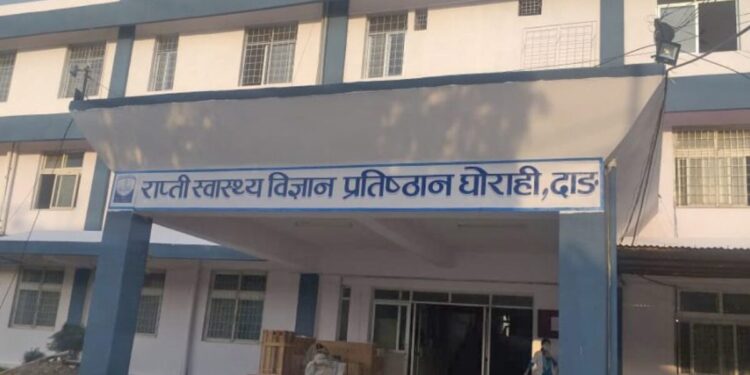 राप्ती स्वास्थ्य विज्ञान प्रतिष्ठान घोराही, दाङ